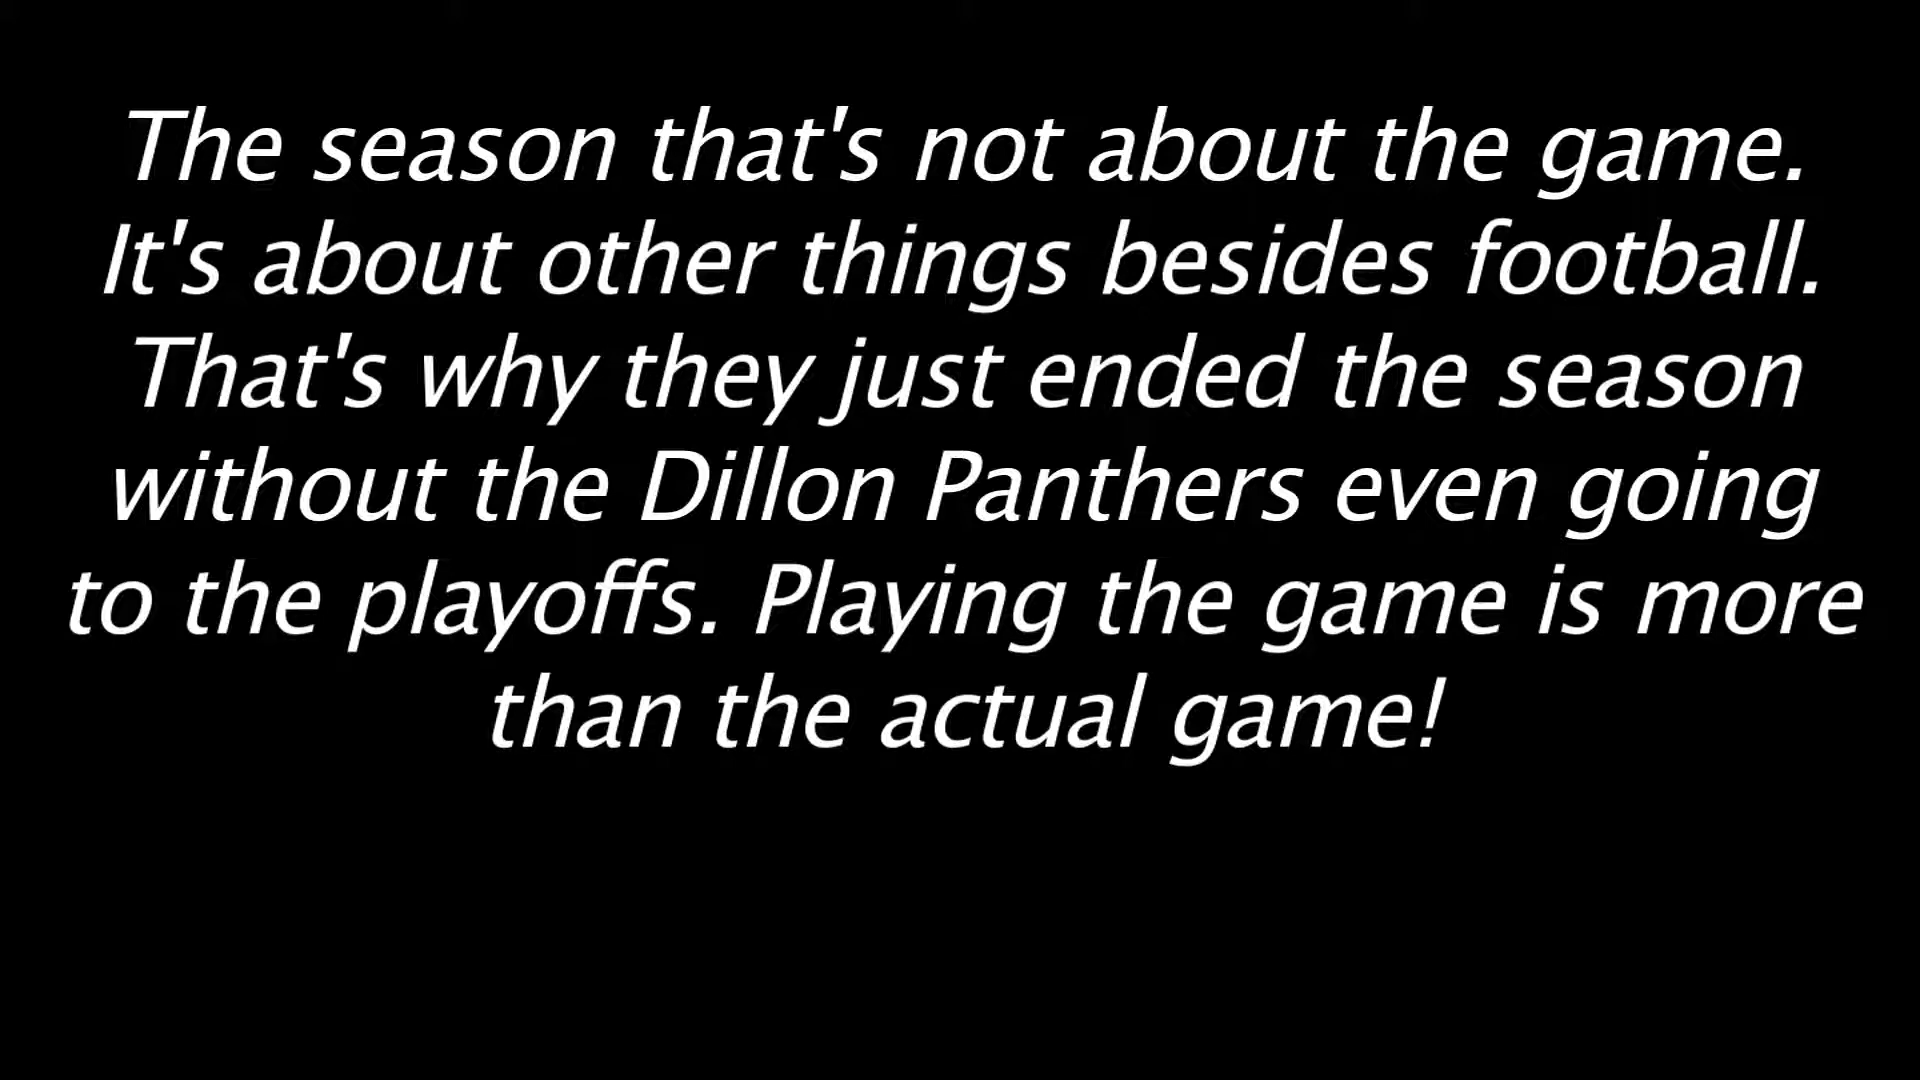 The season that's not about the game.
It's about other things besides football.
That's why they just ended the season
without the Dillon Panthers even going
to the playoffs. Playing the game is more
than the actual game!